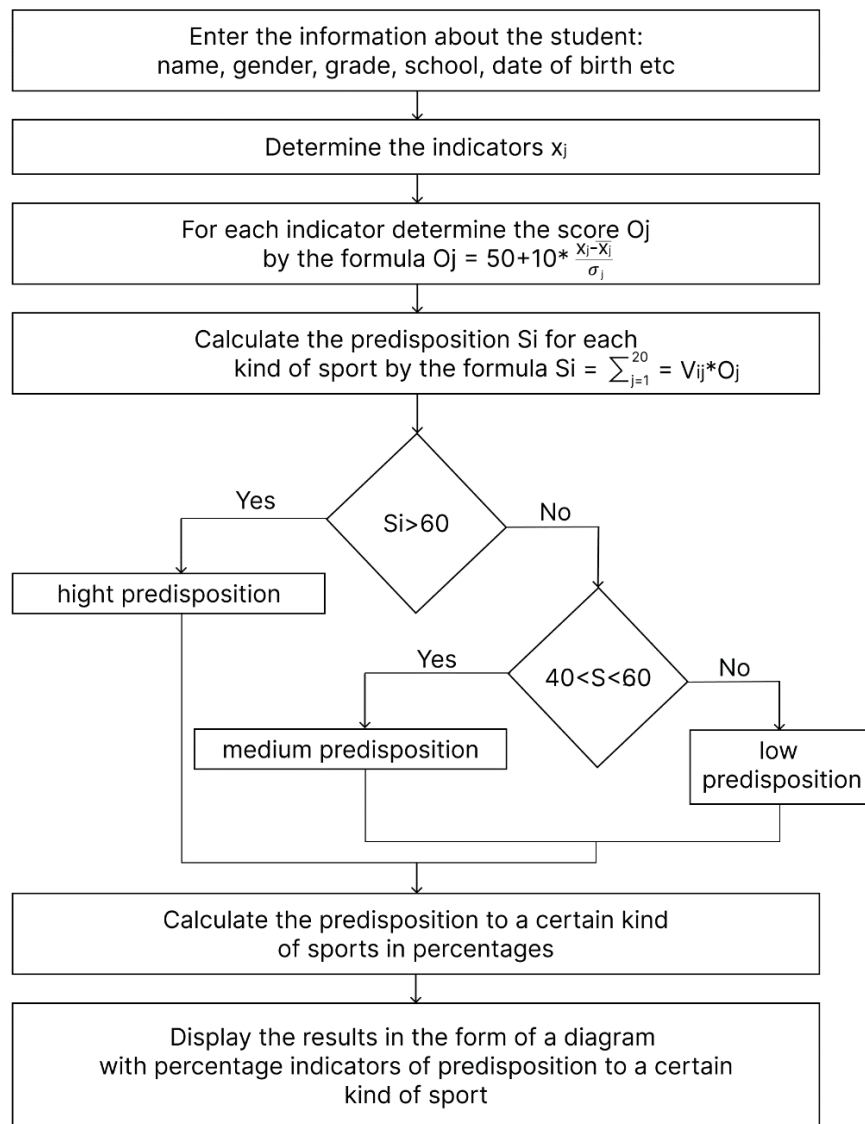 Enter the information about the student:
name, gender, grade, school, date of birth etc
Determine the indicators xj
For each indicator determine the score Oj
by the formula Oj = 50+10* (xj-x̅j)/σj
Calculate the predisposition Si for each
kind of sport by the formula Si = ∑_{j=1}^{20} = Vij*Oj
Si>60
Yes
No
hight predisposition
40<S<60
Yes
No
medium predisposition
low
predisposition
Calculate the predisposition to a certain kind
of sports in percentages
Display the results in the form of a diagram
with percentage indicators of predisposition to a certain
kind of sport